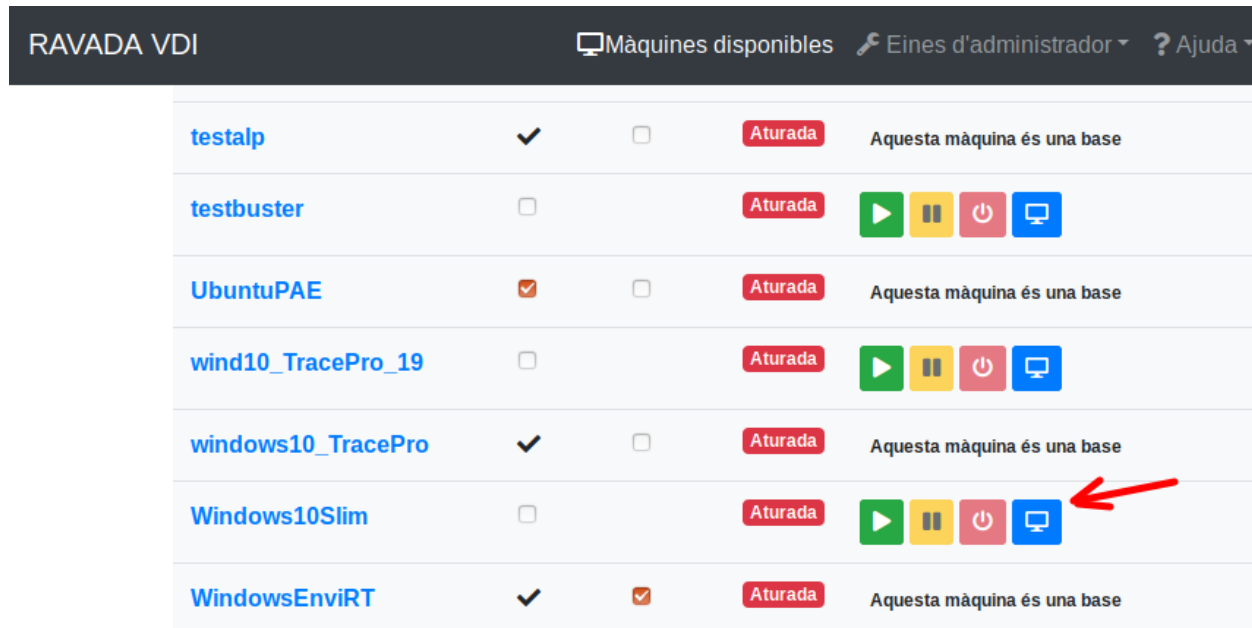 RAVADA VDI Màquines disponibles Eines d'administrador Ajuda
testalp Aturada Aquesta màquina és una base
testbuster Aturada
UbuntuPAE Aturada Aquesta màquina és una base
wind10_TracePro_19 Aturada
windows10_TracePro Aturada Aquesta màquina és una base
Windows10Slim Aturada
WindowsEnviRT Aturada Aquesta màquina és una base